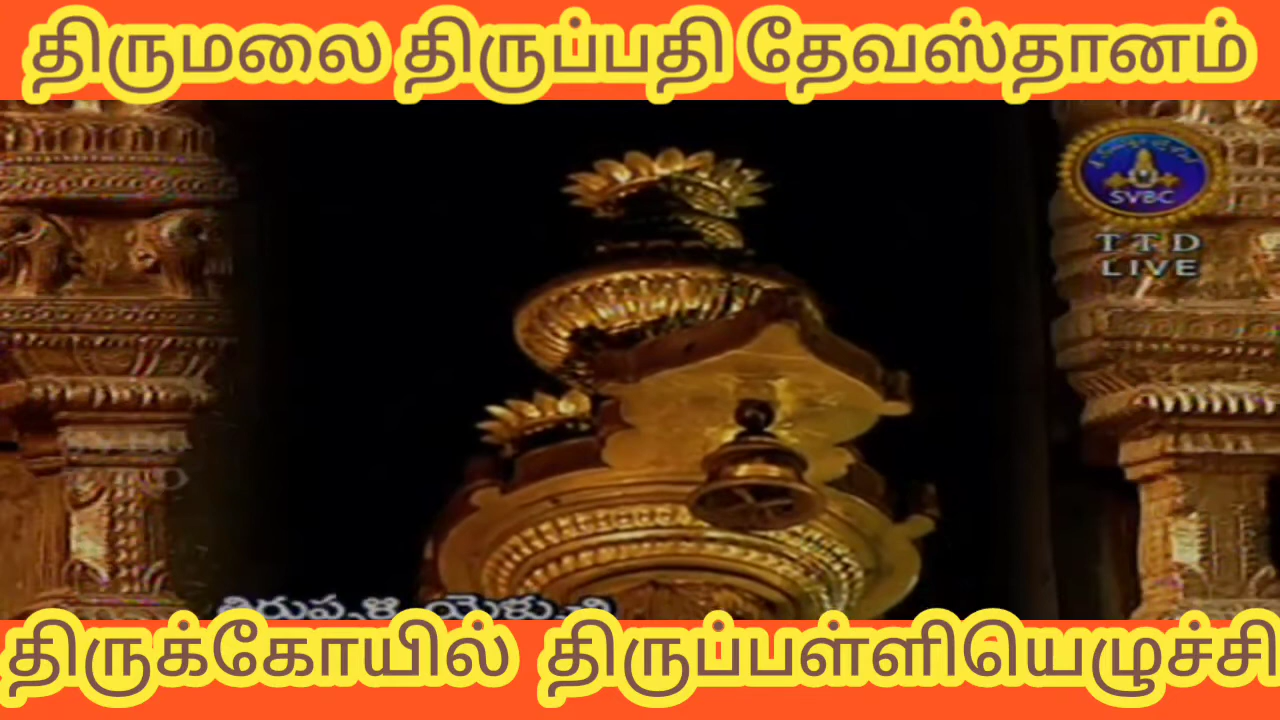 திருமலை திருப்பதி தேவஸ்தானம்
SVBC
TTD
LIVE
திருக்கோயில் திருப்பள்ளியெழுச்சி